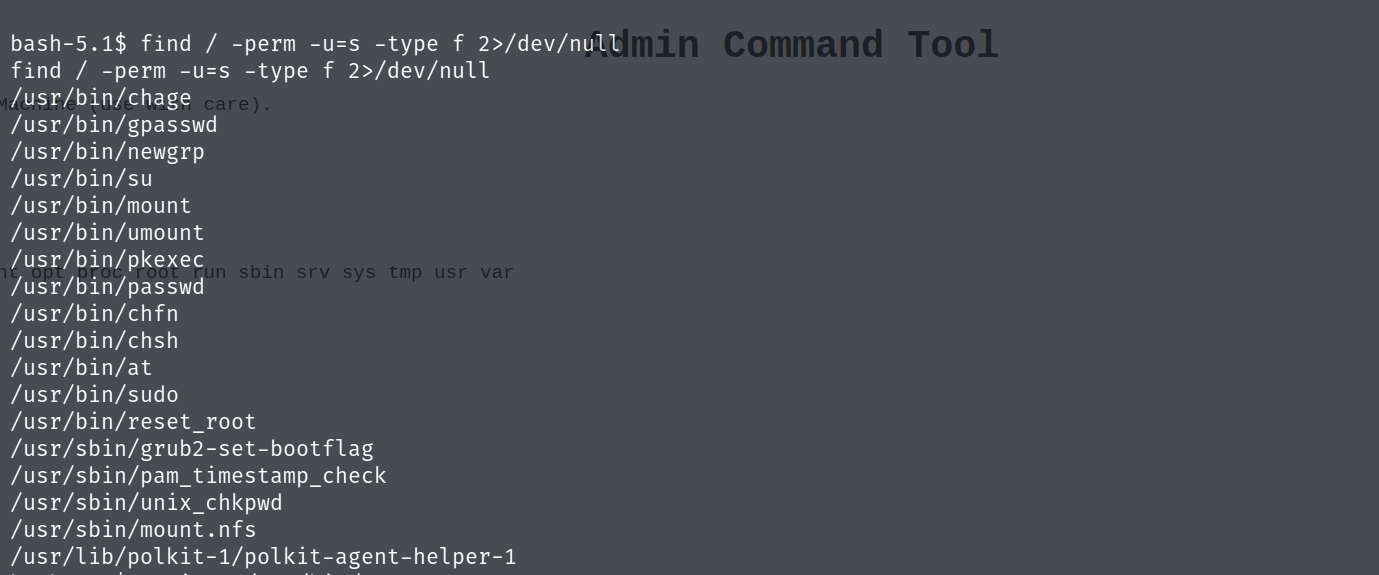 bash-5.1$ find / -perm -u=s -type f 2>/dev/null
Admin Command Tool
find / -perm -u=s -type f 2>/dev/null
/usr/bin/chage
Machine (use with care).
/usr/bin/gpasswd
/usr/bin/newgrp
/usr/bin/su
/usr/bin/mount
/usr/bin/umount
/usr/bin/pkexec
opt proc root run sbin srv sys tmp usr var
/usr/bin/passwd
/usr/bin/chfn
/usr/bin/chsh
/usr/bin/at
/usr/bin/sudo
/usr/bin/reset_root
/usr/sbin/grub2-set-bootflag
/usr/sbin/pam_timestamp_check
/usr/sbin/unix_chkpwd
/usr/sbin/mount.nfs
/usr/lib/polkit-1/polkit-agent-helper-1